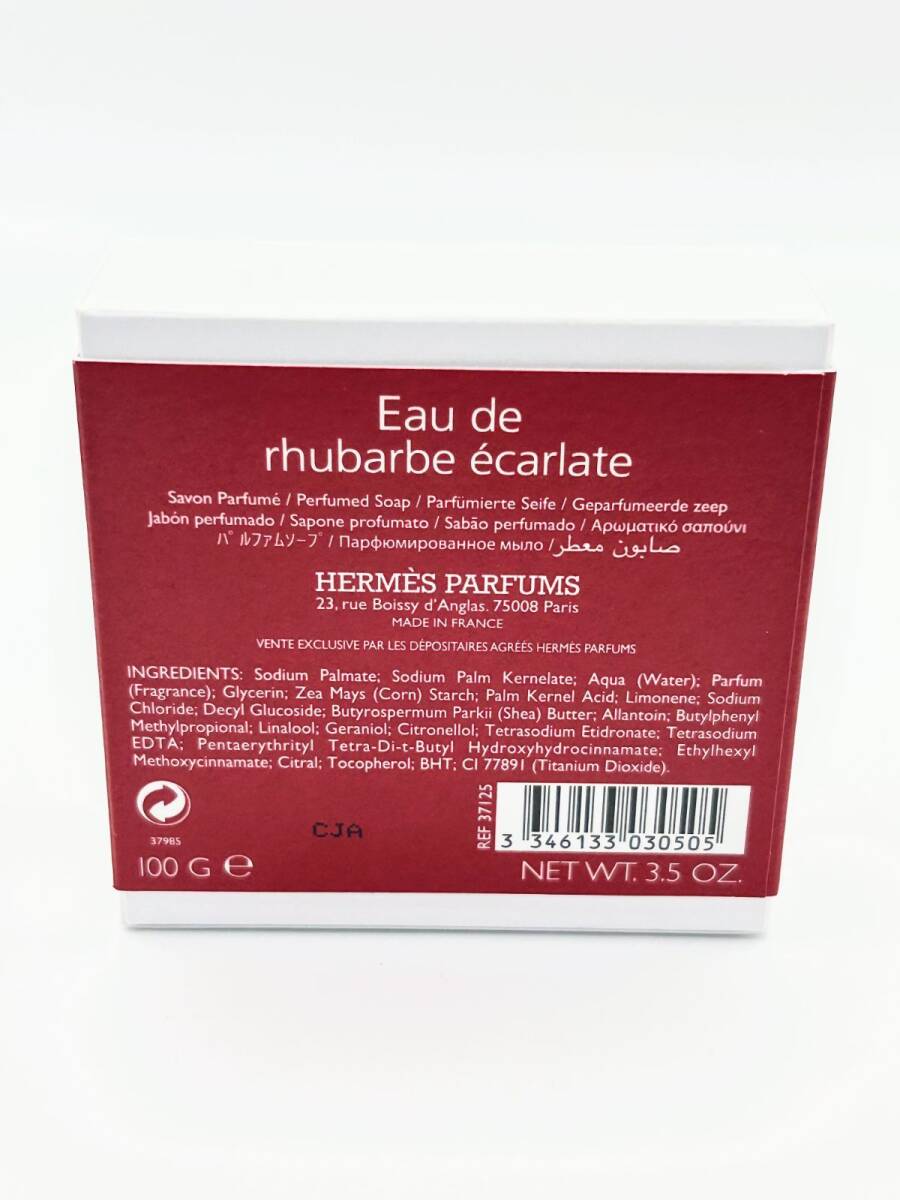 Eau de
rhubarbe écarlate
Savon Parfumé / Perfumed Soap / Parfümierte Seife / Geparfumeerde zeep
Jabón perfumado / Sapone profumato / Sabão perfumado / Αρωματικό σαπούνι
パルファムソープ / Парфюмированное мыло / صابون معطر
HERMÈS PARFUMS
23, rue Boissy d'Anglas. 75008 Paris
MADE IN FRANCE
VENTE EXCLUSIVE PAR LES DÉPOSITAIRES AGRÉÉS HERMÈS PARFUMS
INGREDIENTS: Sodium Palmate; Sodium Palm Kernelate; Aqua (Water); Parfum
(Fragrance); Glycerin; Zea Mays (Corn) Starch; Palm Kernel Acid; Limonene; Sodium
Chloride; Decyl Glucoside; Butyrospermum Parkii (Shea) Butter; Allantoin; Butylphenyl
Methylpropional; Linalool; Geraniol; Citronellol; Tetrasodium Etidronate; Tetrasodium
EDTA; Pentaerythrityl Tetra-Di-t-Butyl Hydroxyhydrocinnamate; Ethylhexyl
Methoxycinnamate; Citral; Tocopherol; BHT; CI 77891 (Titanium Dioxide).
37985
CJA
REF 37125
3 346133 030505
100 G ℮
NET WT. 3.5 OZ.